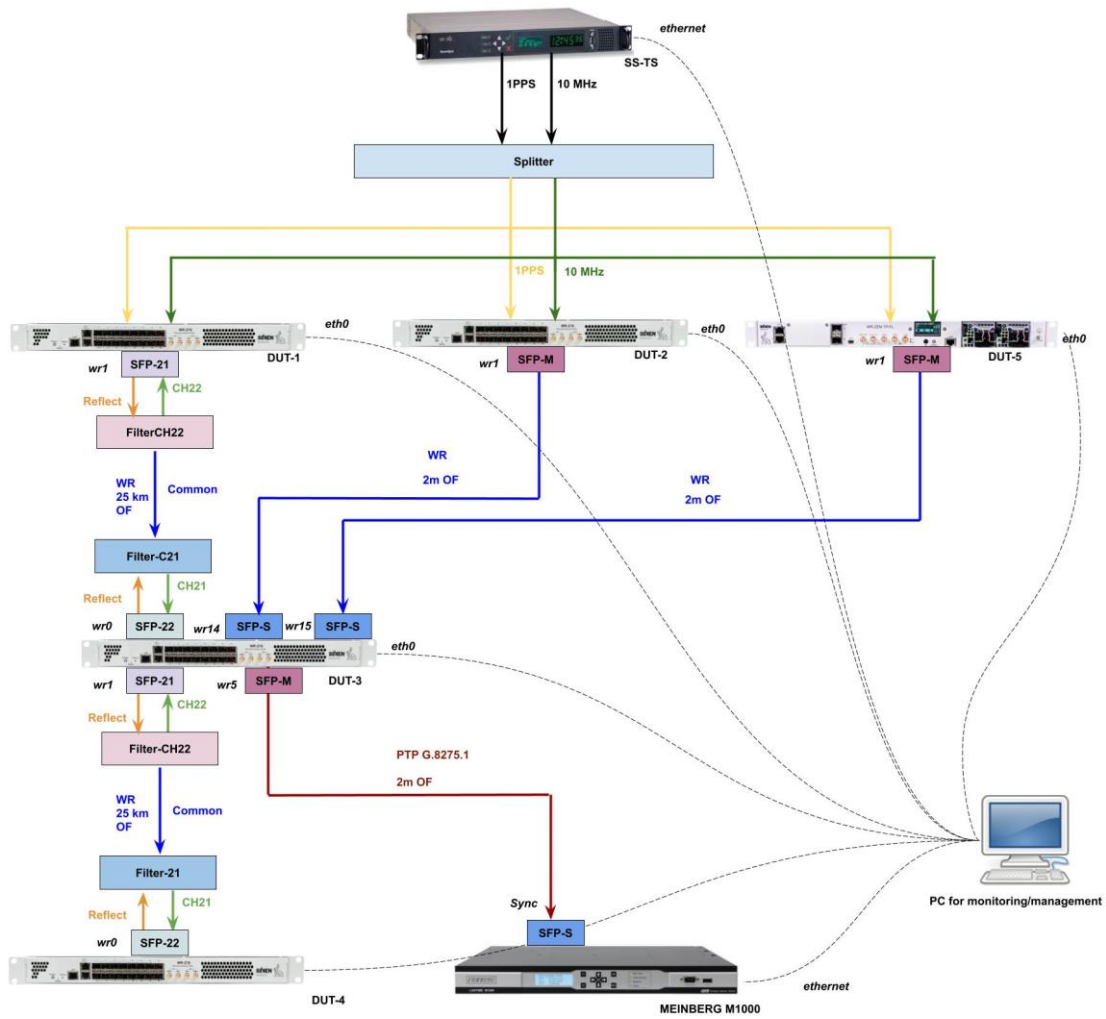 ethernet
SS-TS
1PPS
10 MHz
Splitter
1PPS
10 MHz
eth0
DUT-1
eth0
DUT-2
eth0
DUT-5
wr1
SFP-21
wr1
SFP-M
wr1
SFP-M
Reflect
CH22
FilterCH22
WR
25 km
OF
Common
WR
2m OF
WR
2m OF
Filter-C21
Reflect
CH21
wr0
SFP-22
wr14
SFP-S
wr15
SFP-S
eth0
DUT-3
wr1
SFP-21
wr5
SFP-M
Reflect
CH22
Filter-CH22
PTP G.8275.1
2m OF
WR
25 km
OF
Common
Filter-21
Reflect
CH21
wr0
SFP-22
Sync
SFP-S
PC for monitoring/management
DUT-4
ethernet
MEINBERG M1000